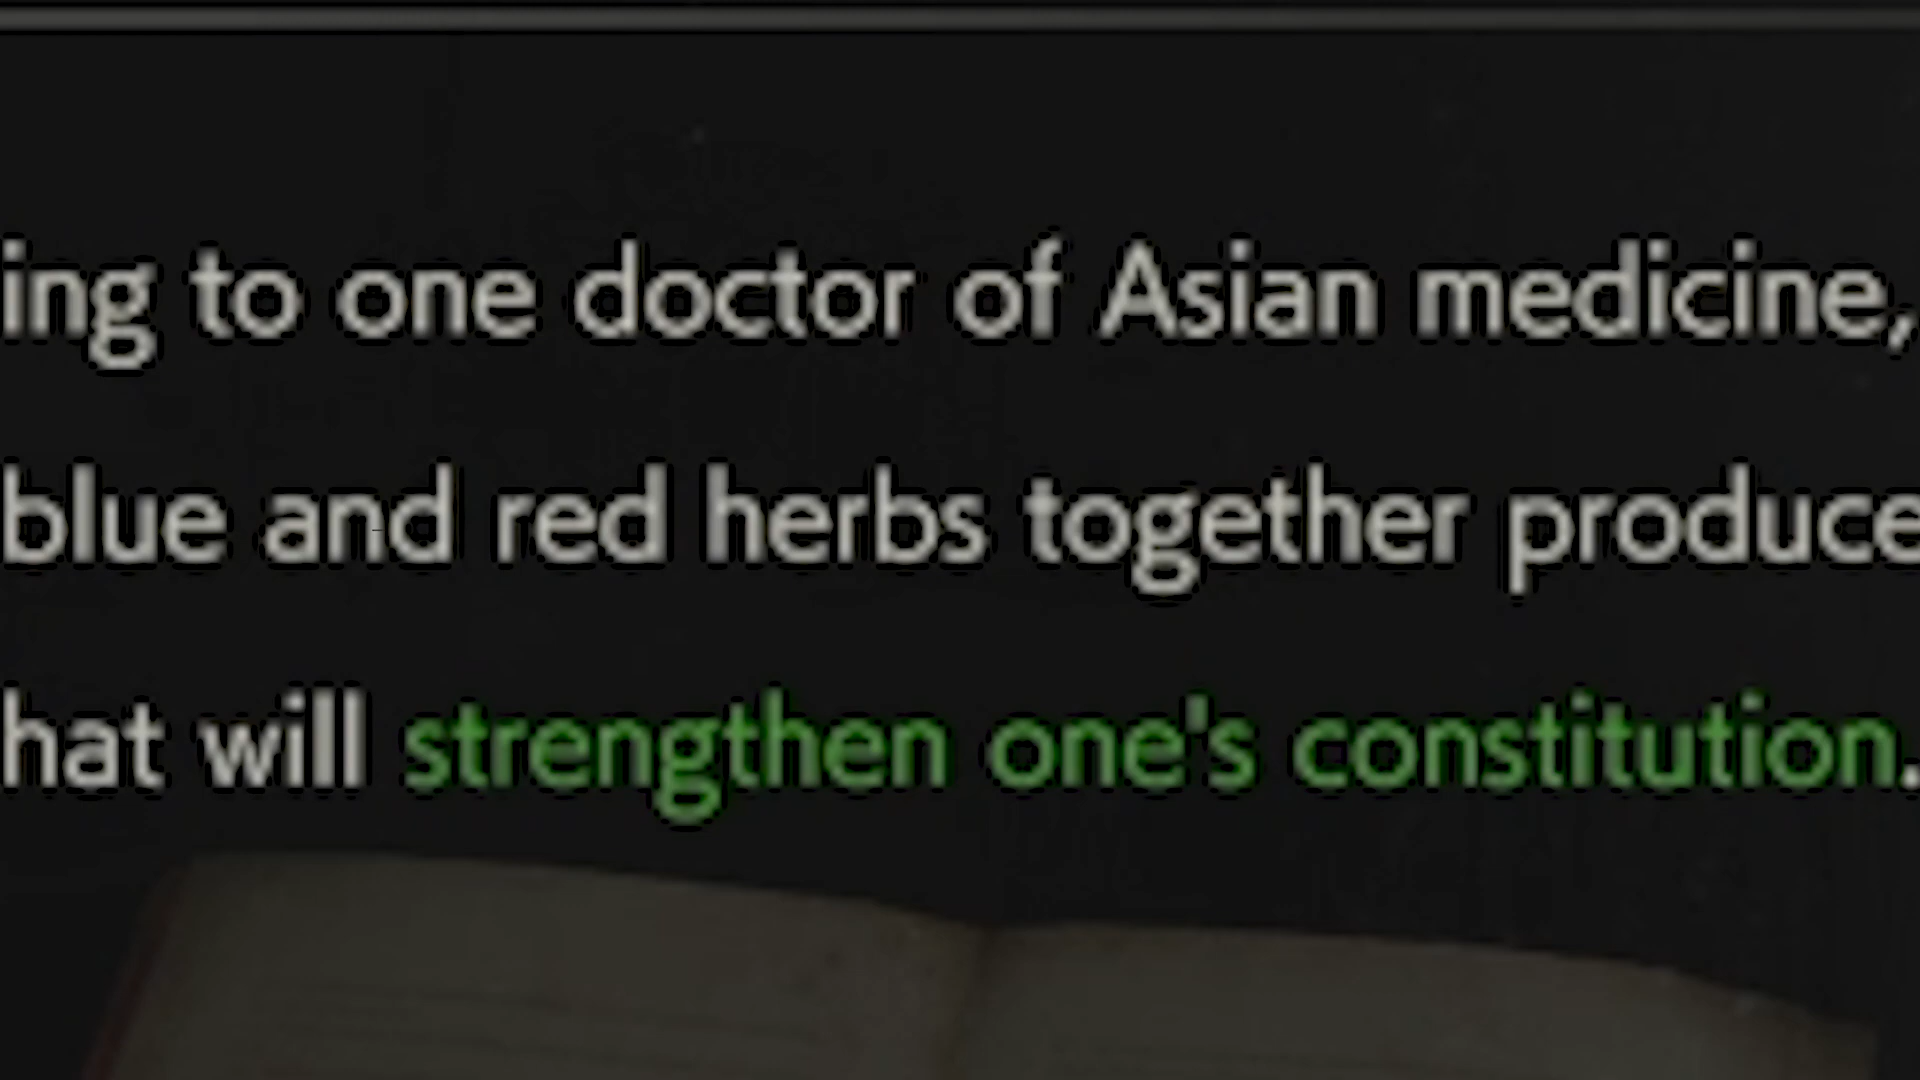 ing to one doctor of Asian medicine,
blue and red herbs together produce
hat will strengthen one's constitution.